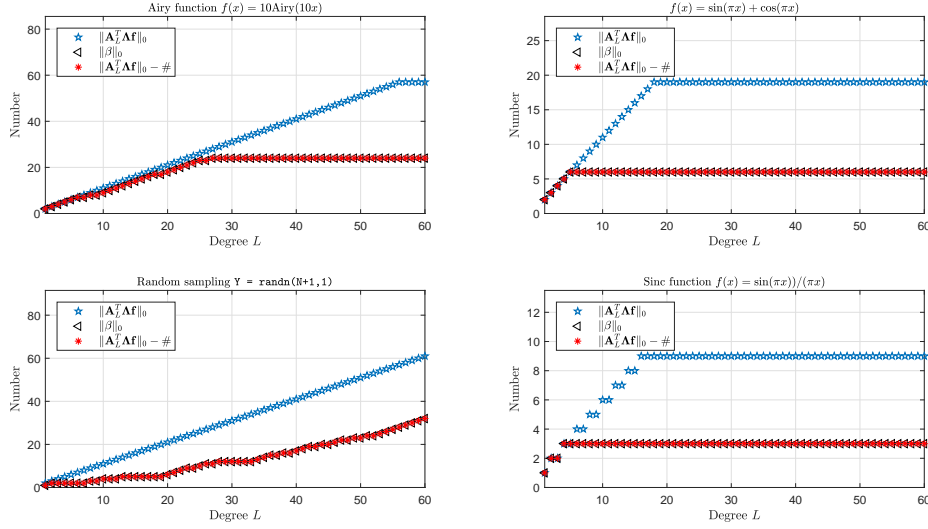 Airy function f(x) = 10Airy(10x)
‖A_L^T Λf‖_0
‖β‖_0
‖A_L^T Λf‖_0 − #
Number
80
60
40
20
0
10 20 30 40 50 60
Degree L
f(x) = sin(πx) + cos(πx)
‖A_L^T Λf‖_0
‖β‖_0
‖A_L^T Λf‖_0 − #
Number
25
20
15
10
5
0
10 20 30 40 50 60
Degree L
Random sampling Y = randn(N+1,1)
‖A_L^T Λf‖_0
‖β‖_0
‖A_L^T Λf‖_0 − #
Number
80
60
40
20
0
10 20 30 40 50 60
Degree L
Sinc function f(x) = sin(πx))/(πx)
‖A_L^T Λf‖_0
‖β‖_0
‖A_L^T Λf‖_0 − #
Number
12
10
8
6
4
2
0
10 20 30 40 50 60
Degree L